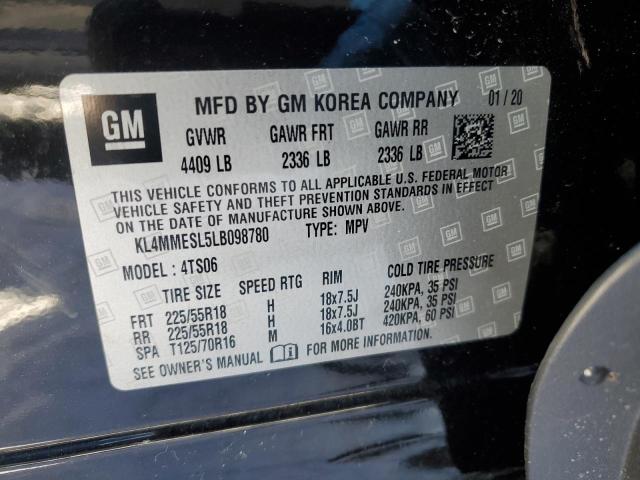 GM
MFD BY GM KOREA COMPANY 01 / 20
GVWR GAWR FRT GAWR RR
4409 LB 2336 LB 2336 LB
THIS VEHICLE CONFORMS TO ALL APPLICABLE U.S. FEDERAL MOTOR
VEHICLE SAFETY AND THEFT PREVENTION STANDARDS IN EFFECT
ON THE DATE OF MANUFACTURE SHOWN ABOVE.
KL4MMESL5LB098780 TYPE: MPV
MODEL : 4TS06
TIRE SIZE SPEED RTG RIM COLD TIRE PRESSURE
FRT 225/55R18 H 18x7.5J 240KPA, 35 PSI
RR 225/55R18 H 18x7.5J 240KPA, 35 PSI
SPA T125/70R16 M 16x4.0BT 420KPA, 60 PSI
SEE OWNER'S MANUAL FOR MORE INFORMATION.